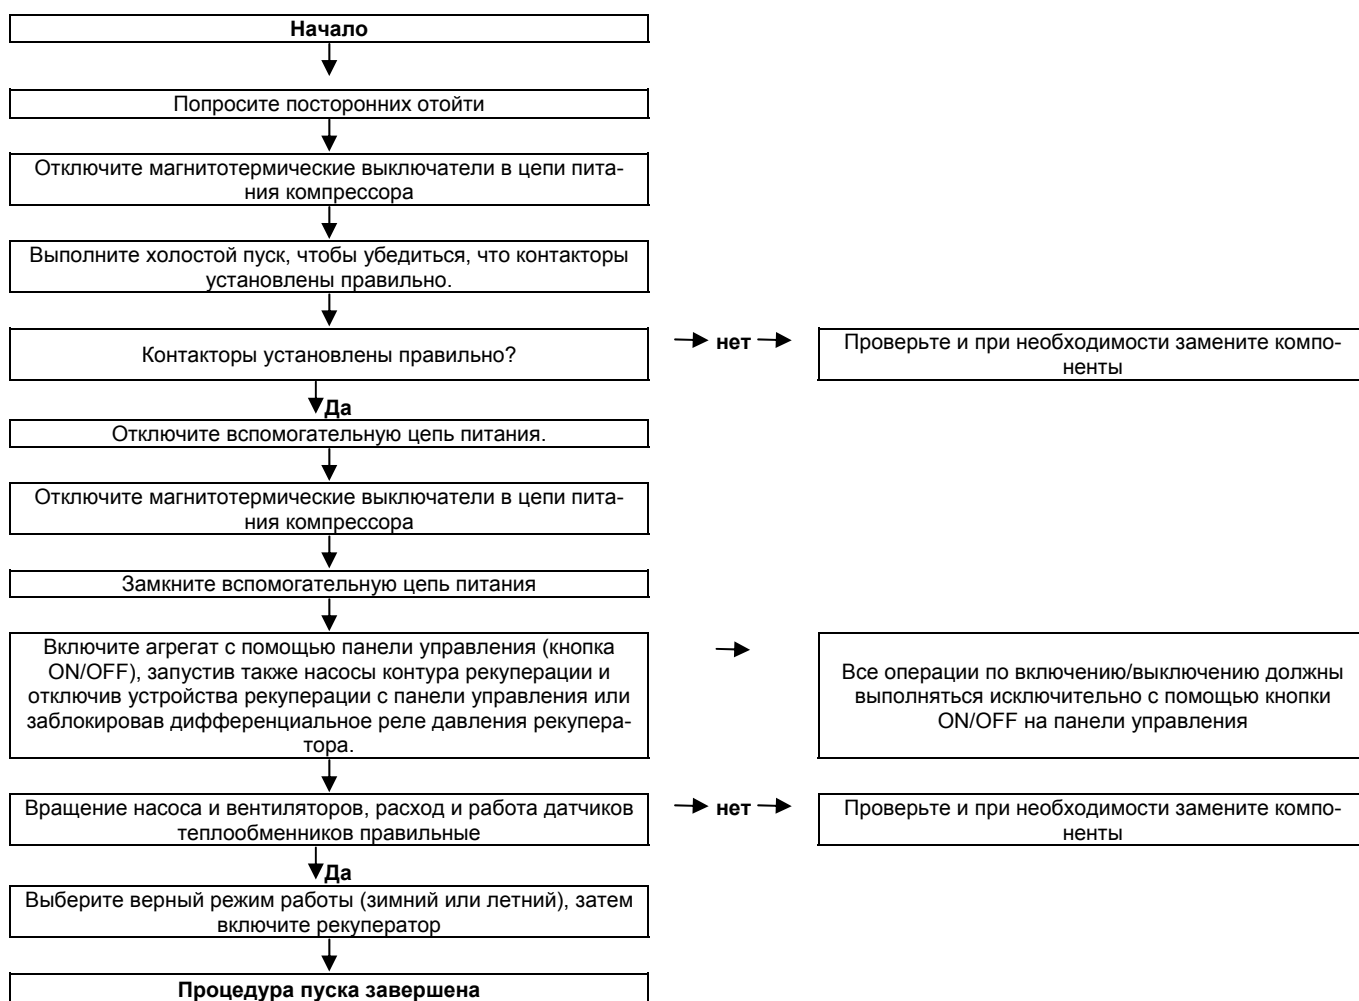 Начало
Попросите посторонних отойти
Отключите магнитотермические выключатели в цепи пита-
ния компрессора
Выполните холостой пуск, чтобы убедиться, что контакторы
установлены правильно.
Контакторы установлены правильно?
нет
Проверьте и при необходимости замените компо-
ненты
Да
Отключите вспомогательную цепь питания.
Отключите магнитотермические выключатели в цепи пита-
ния компрессора
Замкните вспомогательную цепь питания
Включите агрегат с помощью панели управления (кнопка
ON/OFF), запустив также насосы контура рекуперации и
отключив устройства рекуперации с панели управления или
заблокировав дифференциальное реле давления рекупера-
тора.
Все операции по включению/выключению должны
выполняться исключительно с помощью кнопки
ON/OFF на панели управления
Вращение насоса и вентиляторов, расход и работа датчиков
теплообменников правильные
нет
Проверьте и при необходимости замените компо-
ненты
Да
Выберите верный режим работы (зимний или летний), затем
включите рекуператор
Процедура пуска завершена